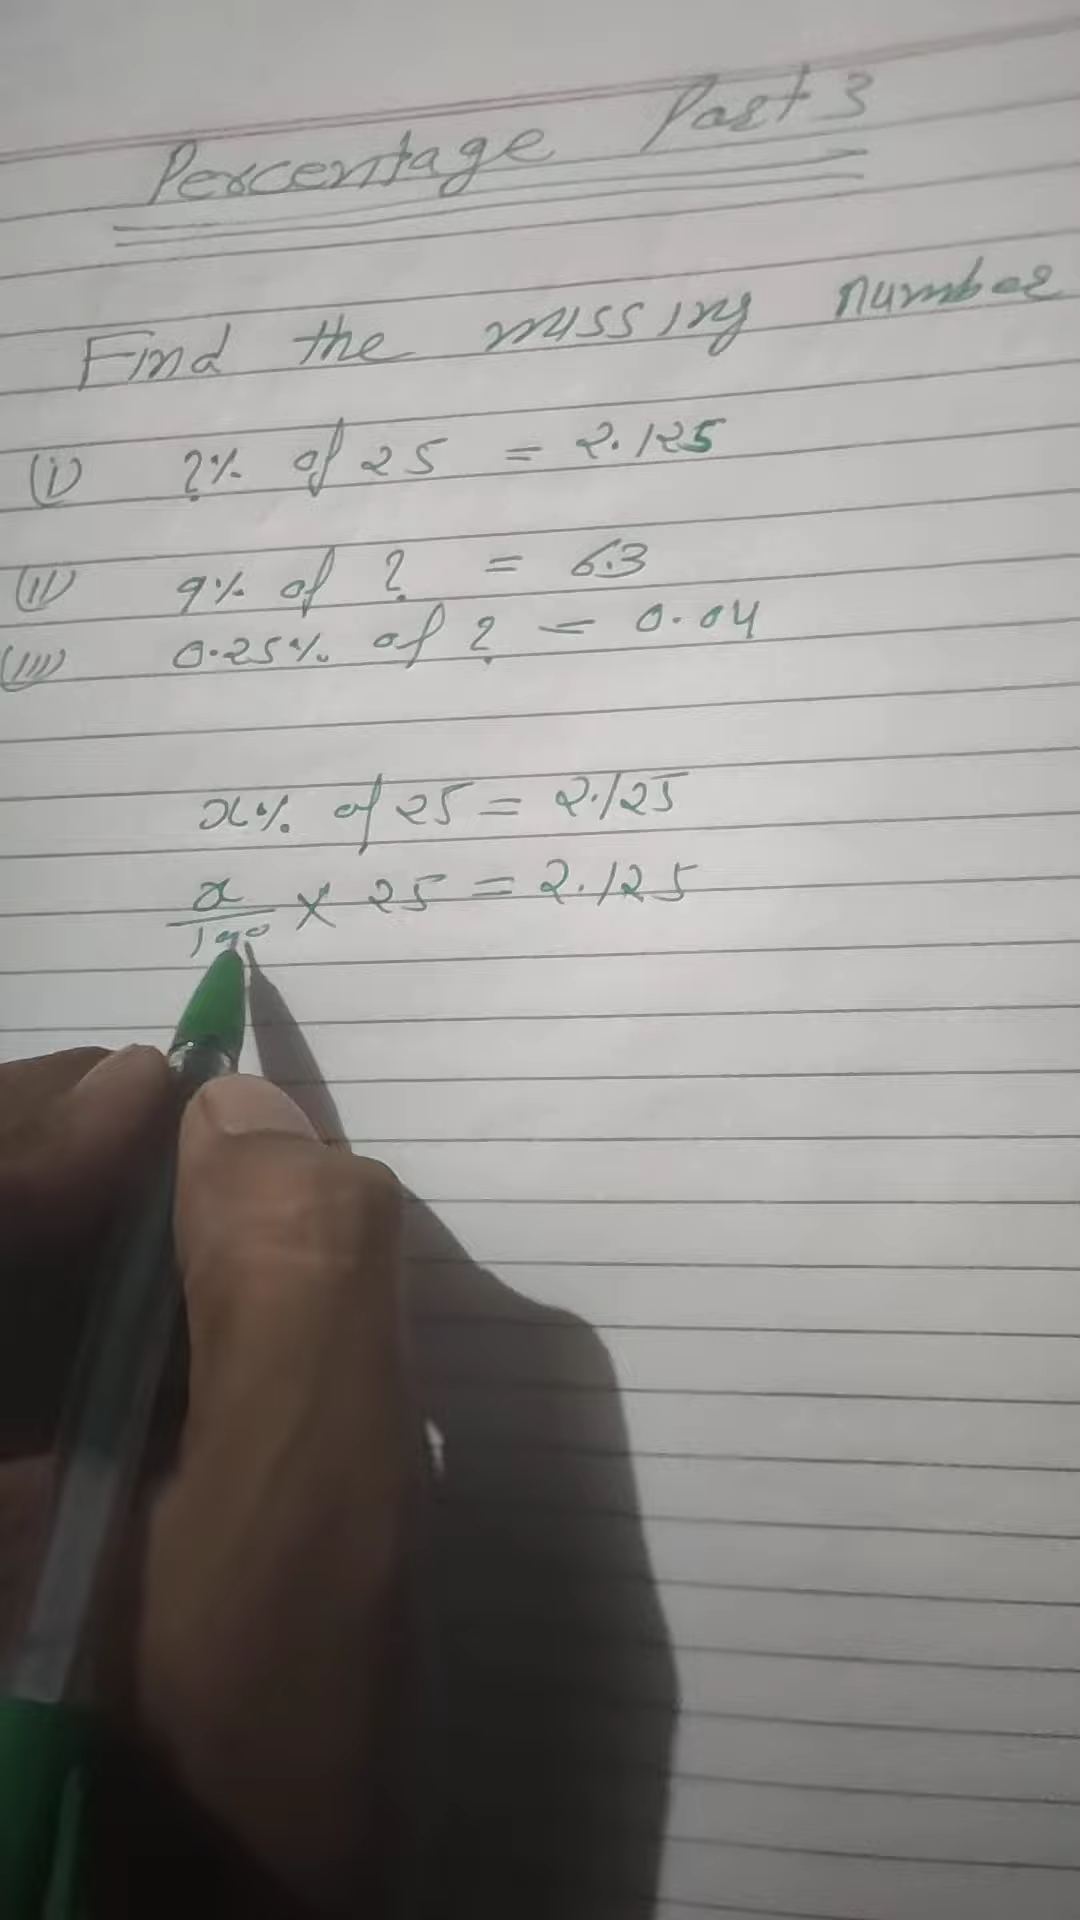 Percentage Part 3
Find the missing number
(i) ?% of 25 = 2.125
(ii) 9% of ? = 6.3
(iii) 0.25% of ? = 0.04
x% of 25 = 2.125
x/100 × 25 = 2.125